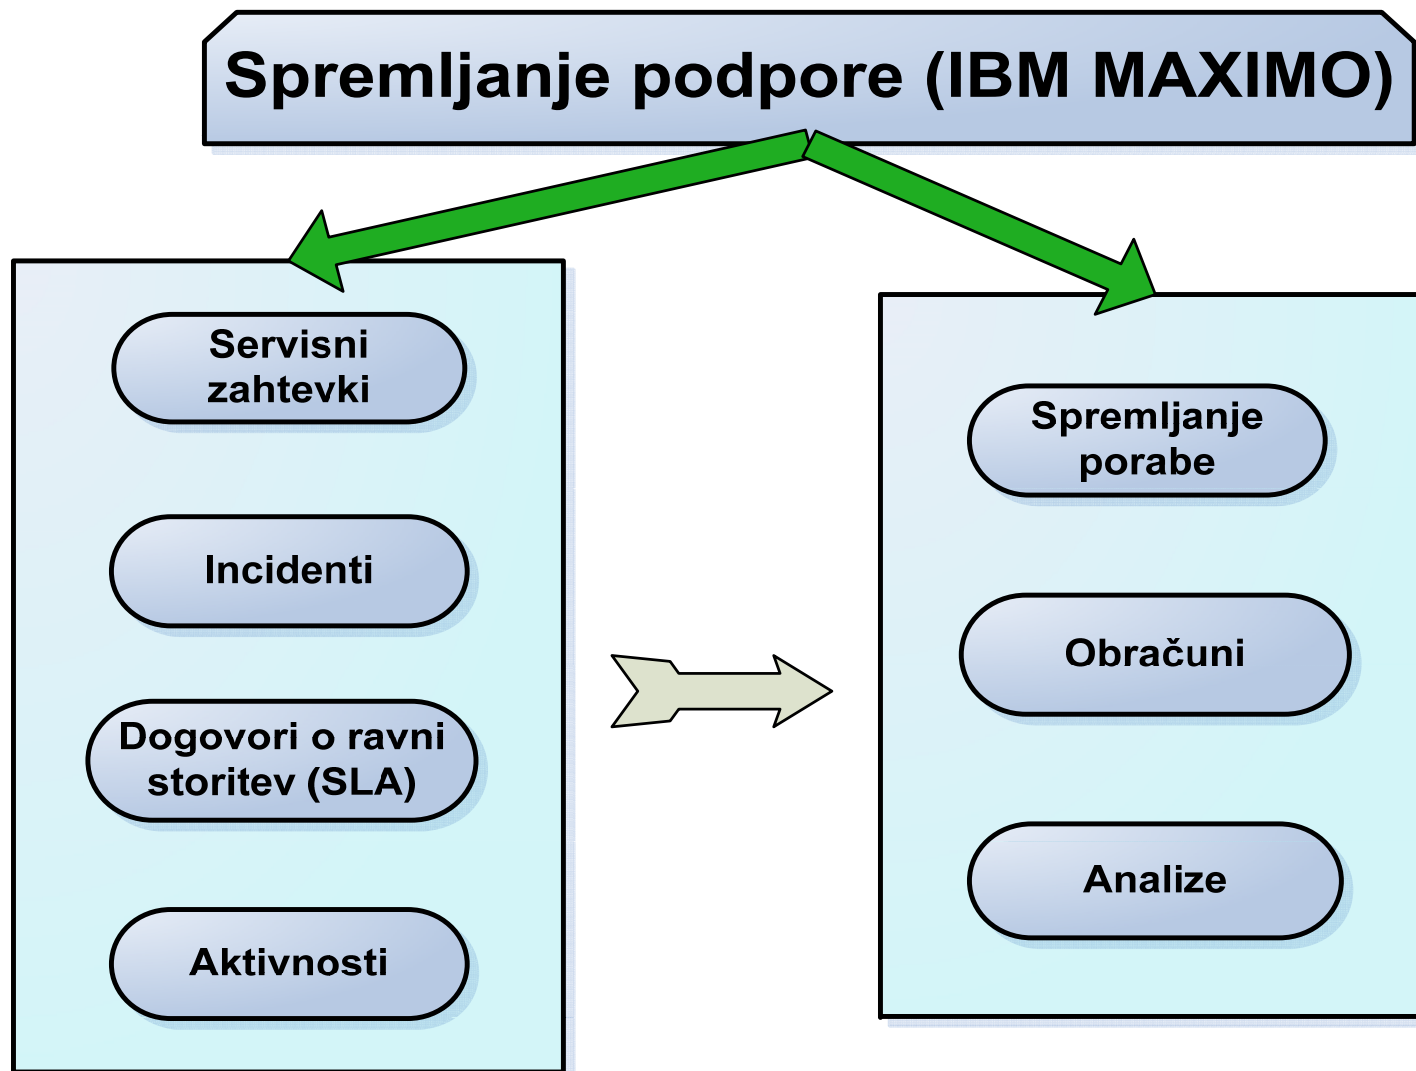 Spremljanje podpore (IBM MAXIMO)
Servisni
zahtevki
Incidenti
Dogovori o ravni
storitev (SLA)
Aktivnosti
Spremljanje
porabe
Obračuni
Analize